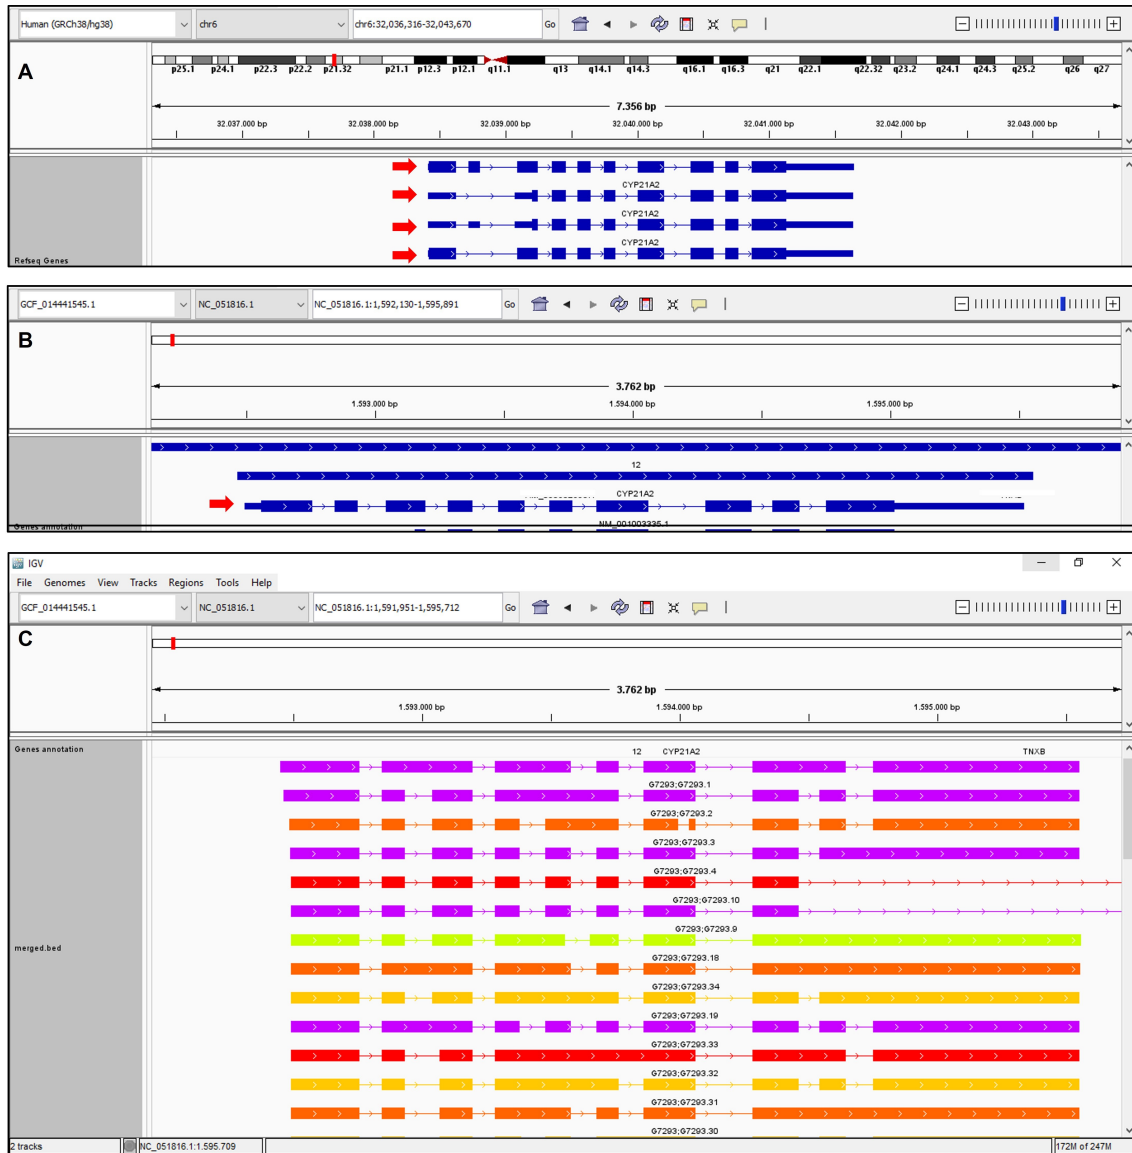 Human (GRCh38/hg38) chr6 chr6:32,036,316-32,043,670 Go
A
p25.1 p24.1 p22.3 p22.2 p21.32 p21.1 p12.3 p12.1 q11.1 q13 q14.1 q14.3 q16.1 q16.3 q21 q22.1 q22.32 q23.2 q24.1 q24.3 q25.2 q26 q27
7.356 bp
32.037.000 bp 32.038.000 bp 32.039.000 bp 32.040.000 bp 32.041.000 bp 32.042.000 bp 32.043.000 bp
CYP21A2
CYP21A2
CYP21A2
Refseq Genes
GCF_014441545.1 NC_051816.1 NC_051816.1:1,592,130-1,595,891 Go
B
3.762 bp
1.593.000 bp 1.594.000 bp 1.595.000 bp
12
CYP21A2
NM_001003335.1
Genes annotation
IGV
File Genomes View Tracks Regions Tools Help
GCF_014441545.1 NC_051816.1 NC_051816.1:1,591,951-1,595,712 Go
C
3.762 bp
1.593.000 bp 1.594.000 bp 1.595.000 bp
Genes annotation 12 CYP21A2 TNXB
G7293;G7293.1
G7293;G7293.2
G7293;G7293.3
G7293;G7293.4
G7293;G7293.10
G7293;G7293.9
merged.bed
G7293;G7293.18
G7293;G7293.34
G7293;G7293.19
G7293;G7293.33
G7293;G7293.32
G7293;G7293.31
G7293;G7293.30
2 tracks NC_051816.1:1.595.709 172M of 247M